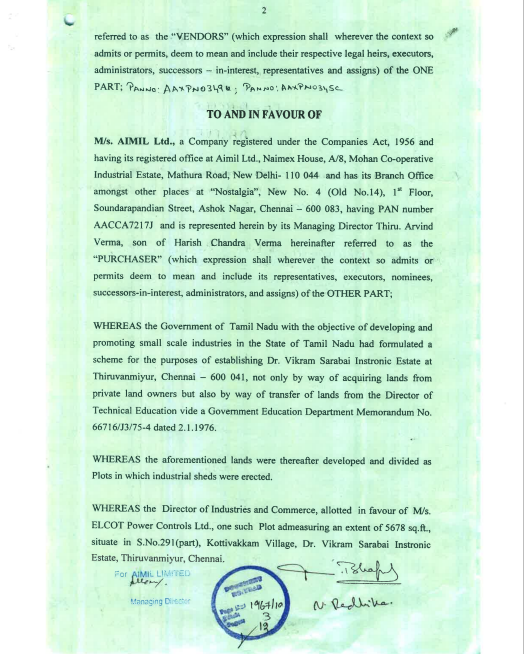 2
referred to as the "VENDORS" (which expression shall wherever the context so
admits or permits, deem to mean and include their respective legal heirs, executors,
administrators, successors – in-interest, representatives and assigns) of the ONE
PART; PANNO: AAXPN0349
TO AND IN FAVOUR OF
M/s. AIMIL Ltd., a Company registered under the Companies Act, 1956 and
having its registered office at Aimil Ltd., Naimex House, A/8, Mohan Co-operative
Industrial Estate, Mathura Road, New Delhi- 110 044 and has its Branch Office
amongst other places at "Nostalgia", New No. 4 (Old No.14), 1st Floor,
Soundarapandian Street, Ashok Nagar, Chennai – 600 083, having PAN number
AACCA7217J and is represented herein by its Managing Director Thiru. Arvind
Verma, son of Harish Chandra Verma hereinafter referred to as the
"PURCHASER" (which expression shall wherever the context so admits or
permits deem to mean and include its representatives, executors, nominees,
successors-in-interest, administrators, and assigns) of the OTHER PART;
WHEREAS the Government of Tamil Nadu with the objective of developing and
promoting small scale industries in the State of Tamil Nadu had formulated a
scheme for the purposes of establishing Dr. Vikram Sarabai Instronic Estate at
Thiruvanmiyur, Chennai – 600 041, not only by way of acquiring lands from
private land owners but also by way of transfer of lands from the Director of
Technical Education vide a Government Education Department Memorandum No.
66716/J3/75-4 dated 2.1.1976.
WHEREAS the aforementioned lands were thereafter developed and divided as
Plots in which industrial sheds were erected.
WHEREAS the Director of Industries and Commerce, allotted in favour of M/s.
ELCOT Power Controls Ltd., one such Plot admeasuring an extent of 5678 sq.ft.,
situate in S.No.291(part), Kottivakkam Village, Dr. Vikram Sarabai Instronic
Estate, Thiruvanmiyur, Chennai.
For AIMIL LIMITED
Managing Director
1967/10
3
12
N. Radhika.